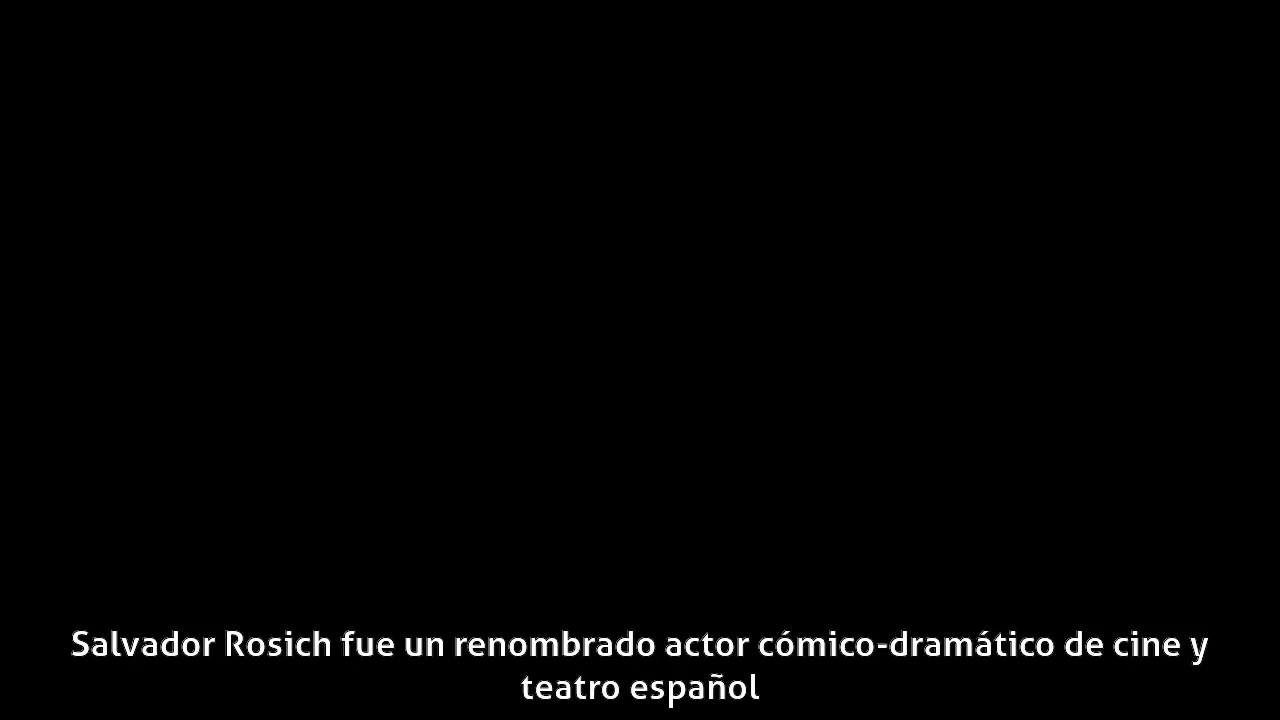 Salvador Rosich fue un renombrado actor cómico-dramático de cine y
teatro español